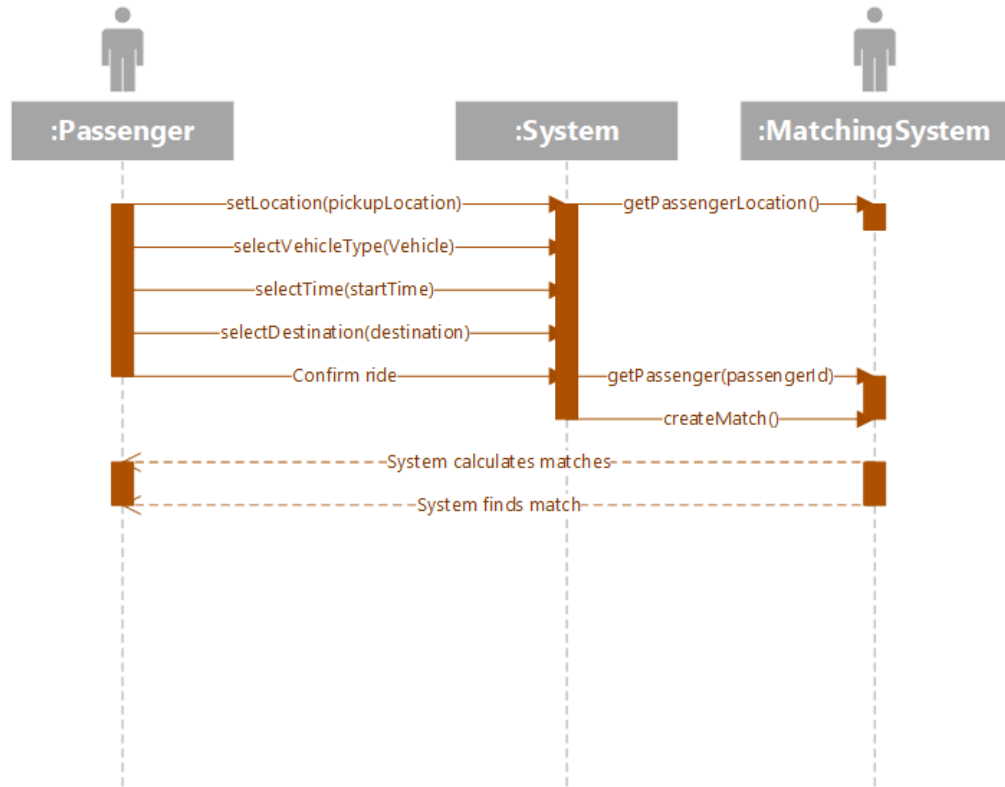 :Passenger
:System
:MatchingSystem
setLocation(pickupLocation)
getPassengerLocation()
selectVehicleType(Vehicle)
selectTime(startTime)
selectDestination(destination)
Confirm ride
getPassenger(passengerId)
createMatch()
System calculates matches
System finds match